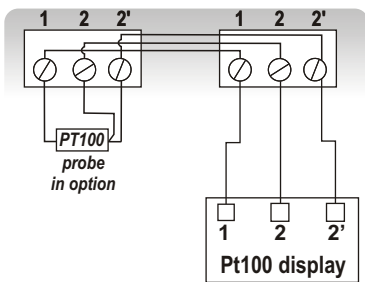 1 2 2' 1 2 2'
PT100
probe
in option
1 2 2’
Pt100 display